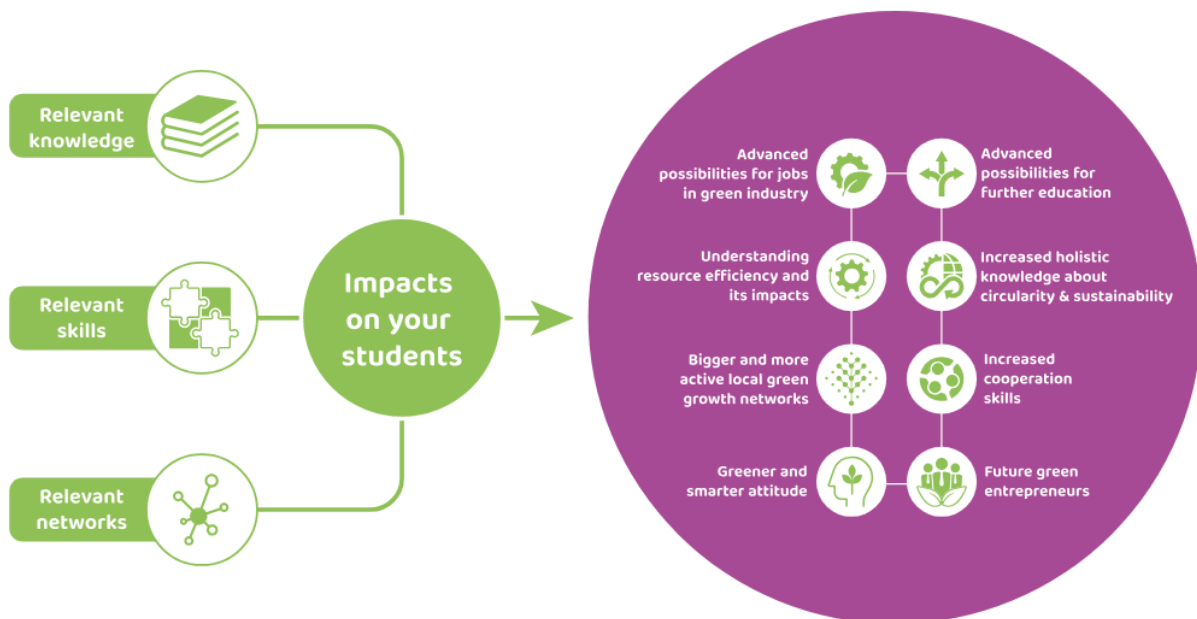 Relevant
knowledge
Relevant
skills
Relevant
networks
Impacts
on your
students
Advanced
possibilities for jobs
in green industry
Advanced
possibilities for
further education
Understanding
resource efficiency and
its impacts
Increased holistic
knowledge about
circularity & sustainability
Bigger and more
active local green
growth networks
Increased
cooperation
skills
Greener and
smarter attitude
Future green
entrepreneurs